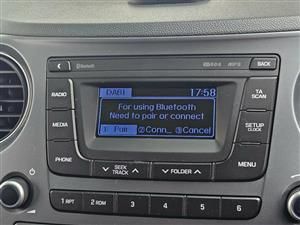 Bluetooth
BACK
RADIO
DAB1 17:58
TA
SCAN
For using Bluetooth
Need to pair or connect
MEDIA
1 Pair 2 Conn... 3 Cancel
SETUP
CLOCK
PHONE
SEEK
TRACK
FOLDER
MENU
1 RPT
2 RDM
3
4
5
6